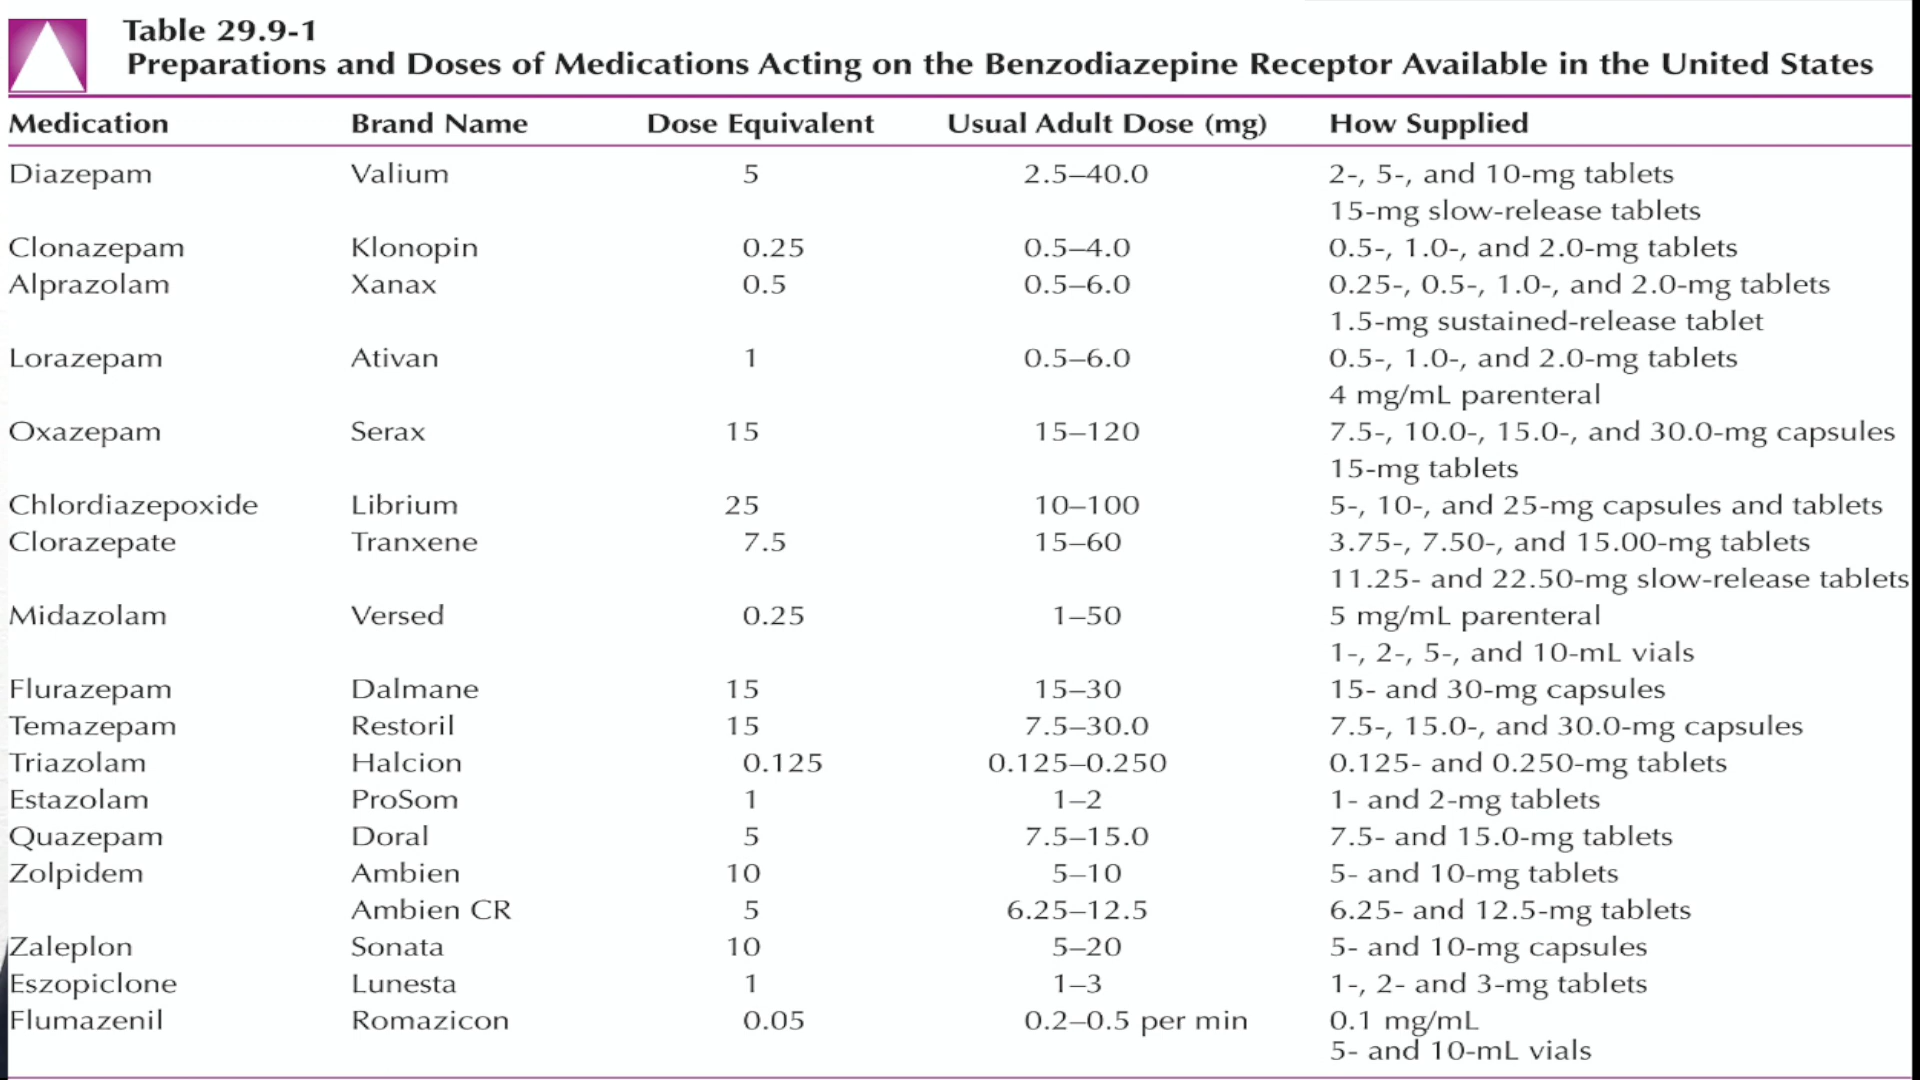 Table 29.9-1
Preparations and Doses of Medications Acting on the Benzodiazepine Receptor Available in the United States
Medication Brand Name Dose Equivalent Usual Adult Dose (mg) How Supplied
Diazepam Valium 5 2.5–40.0 2-, 5-, and 10-mg tablets
15-mg slow-release tablets
Clonazepam Klonopin 0.25 0.5–4.0 0.5-, 1.0-, and 2.0-mg tablets
Alprazolam Xanax 0.5 0.5–6.0 0.25-, 0.5-, 1.0-, and 2.0-mg tablets
1.5-mg sustained-release tablet
Lorazepam Ativan 1 0.5–6.0 0.5-, 1.0-, and 2.0-mg tablets
4 mg/mL parenteral
Oxazepam Serax 15 15–120 7.5-, 10.0-, 15.0-, and 30.0-mg capsules
15-mg tablets
Chlordiazepoxide Librium 25 10–100 5-, 10-, and 25-mg capsules and tablets
Clorazepate Tranxene 7.5 15–60 3.75-, 7.50-, and 15.00-mg tablets
11.25- and 22.50-mg slow-release tablets
Midazolam Versed 0.25 1–50 5 mg/mL parenteral
1-, 2-, 5-, and 10-mL vials
Flurazepam Dalmane 15 15–30 15- and 30-mg capsules
Temazepam Restoril 15 7.5–30.0 7.5-, 15.0-, and 30.0-mg capsules
Triazolam Halcion 0.125 0.125–0.250 0.125- and 0.250-mg tablets
Estazolam ProSom 1 1–2 1- and 2-mg tablets
Quazepam Doral 5 7.5–15.0 7.5- and 15.0-mg tablets
Zolpidem Ambien 10 5–10 5- and 10-mg tablets
Ambien CR 5 6.25–12.5 6.25- and 12.5-mg tablets
Zaleplon Sonata 10 5–20 5- and 10-mg capsules
Eszopiclone Lunesta 1 1–3 1-, 2- and 3-mg tablets
Flumazenil Romazicon 0.05 0.2–0.5 per min 0.1 mg/mL
5- and 10-mL vials